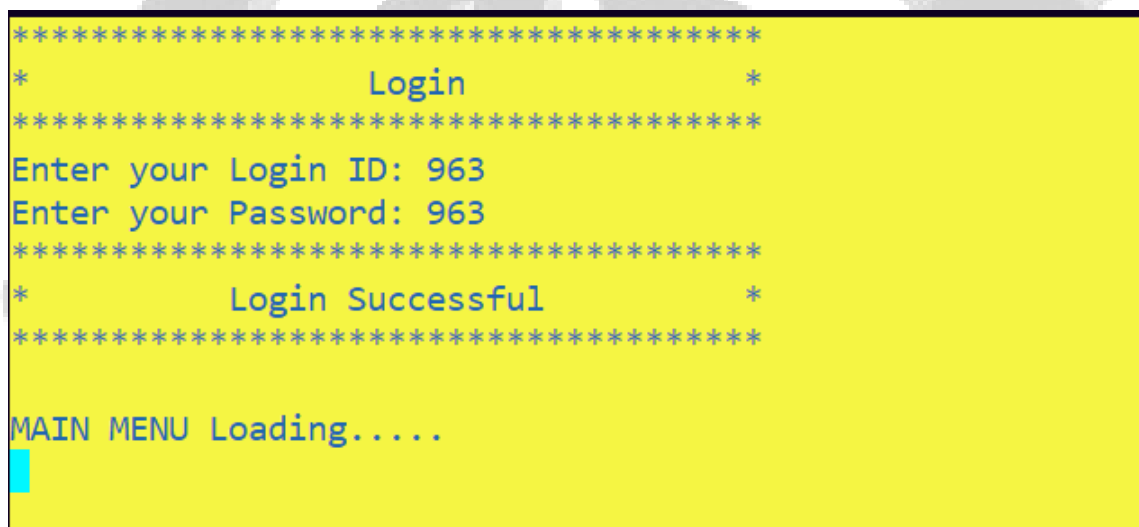 **************************************
*                 Login              *
**************************************
Enter your Login ID: 963
Enter your Password: 963
**************************************
*          Login Successful          *
**************************************
MAIN MENU Loading.....